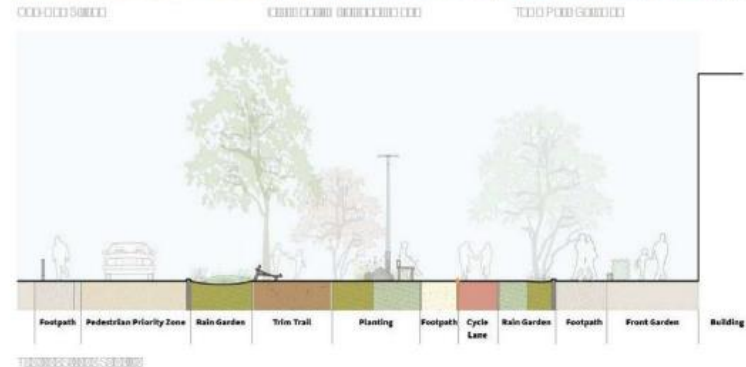 Footpath
Pedestrian Priority Zone
Rain Garden
Trim Trail
Planting
Footpath
Cycle
Lane
Rain Garden
Footpath
Front Garden
Building